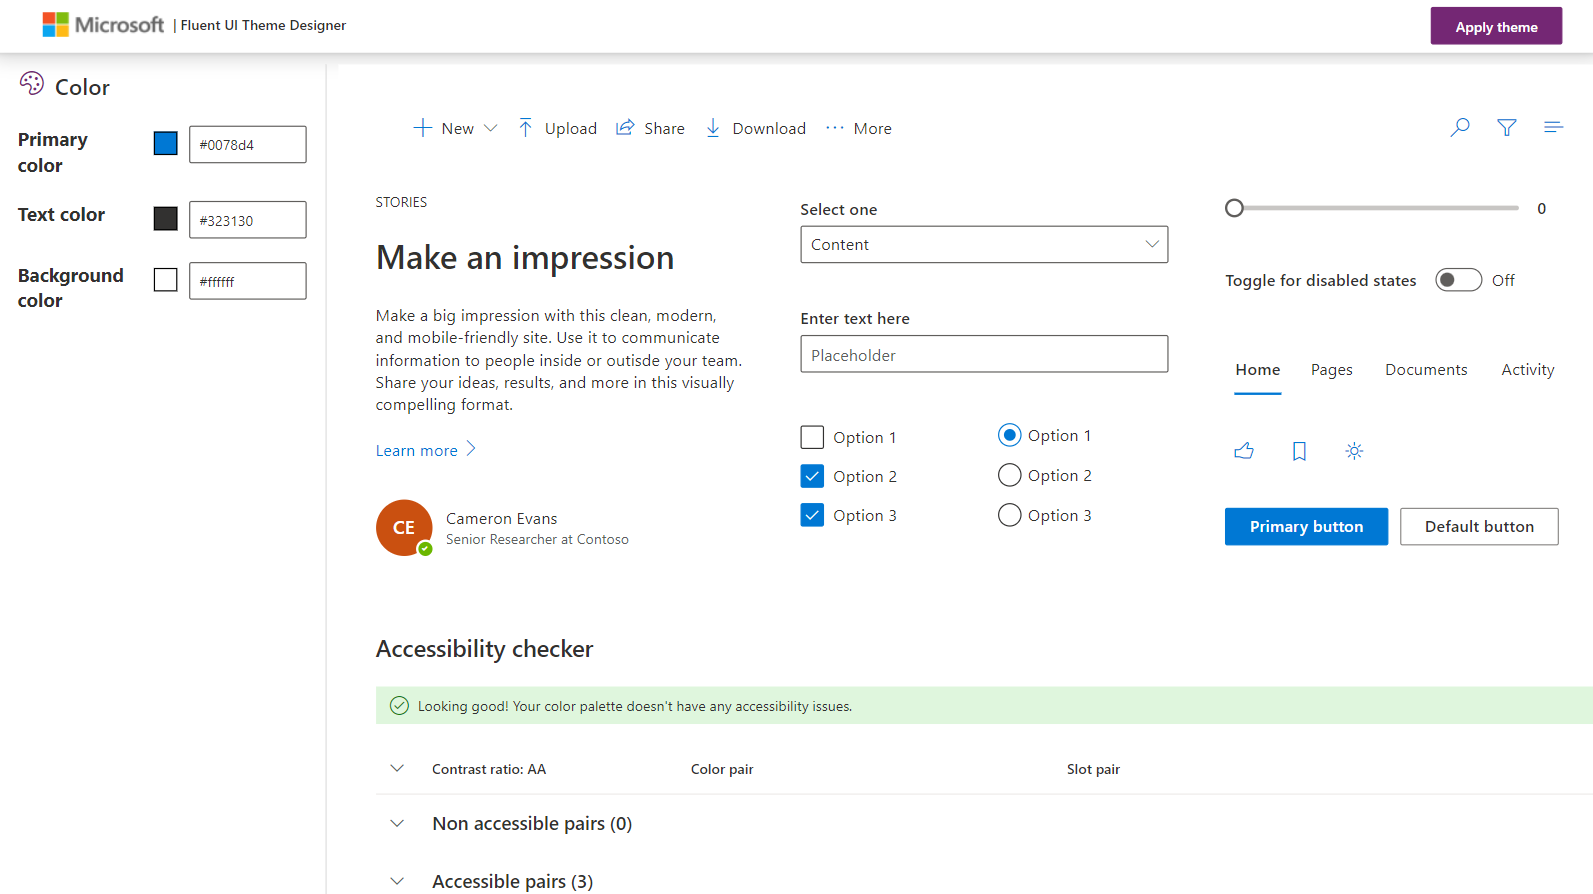 Microsoft | Fluent UI Theme Designer
Apply theme
Color
Primary
color
#0078d4
Text color
#323130
Background
color
#ffffff
New
Upload
Share
Download
More
STORIES
Make an impression
Make a big impression with this clean, modern,
and mobile-friendly site. Use it to communicate
information to people inside or outisde your team.
Share your ideas, results, and more in this visually
compelling format.
Learn more
CE
Cameron Evans
Senior Researcher at Contoso
Select one
Content
Enter text here
Placeholder
Option 1
Option 2
Option 3
Option 1
Option 2
Option 3
0
Toggle for disabled states
Off
Home
Pages
Documents
Activity
Primary button
Default button
Accessibility checker
Looking good! Your color palette doesn't have any accessibility issues.
Contrast ratio: AA
Color pair
Slot pair
Non accessible pairs (0)
Accessible pairs (3)